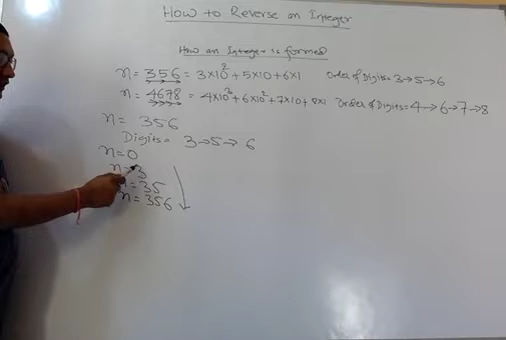 How to Reverse an Integer
How an Integer is formed
n = 356 = 3×10² + 5×10 + 6×1 Order of Digits = 3→5→6
n = 4678 = 4×10³ + 6×10² + 7×10 + 8×1 Order of Digits = 4→6→7→8
n = 356
Digits = 3→5→6
n = 0
n = 3
n = 35
n = 356